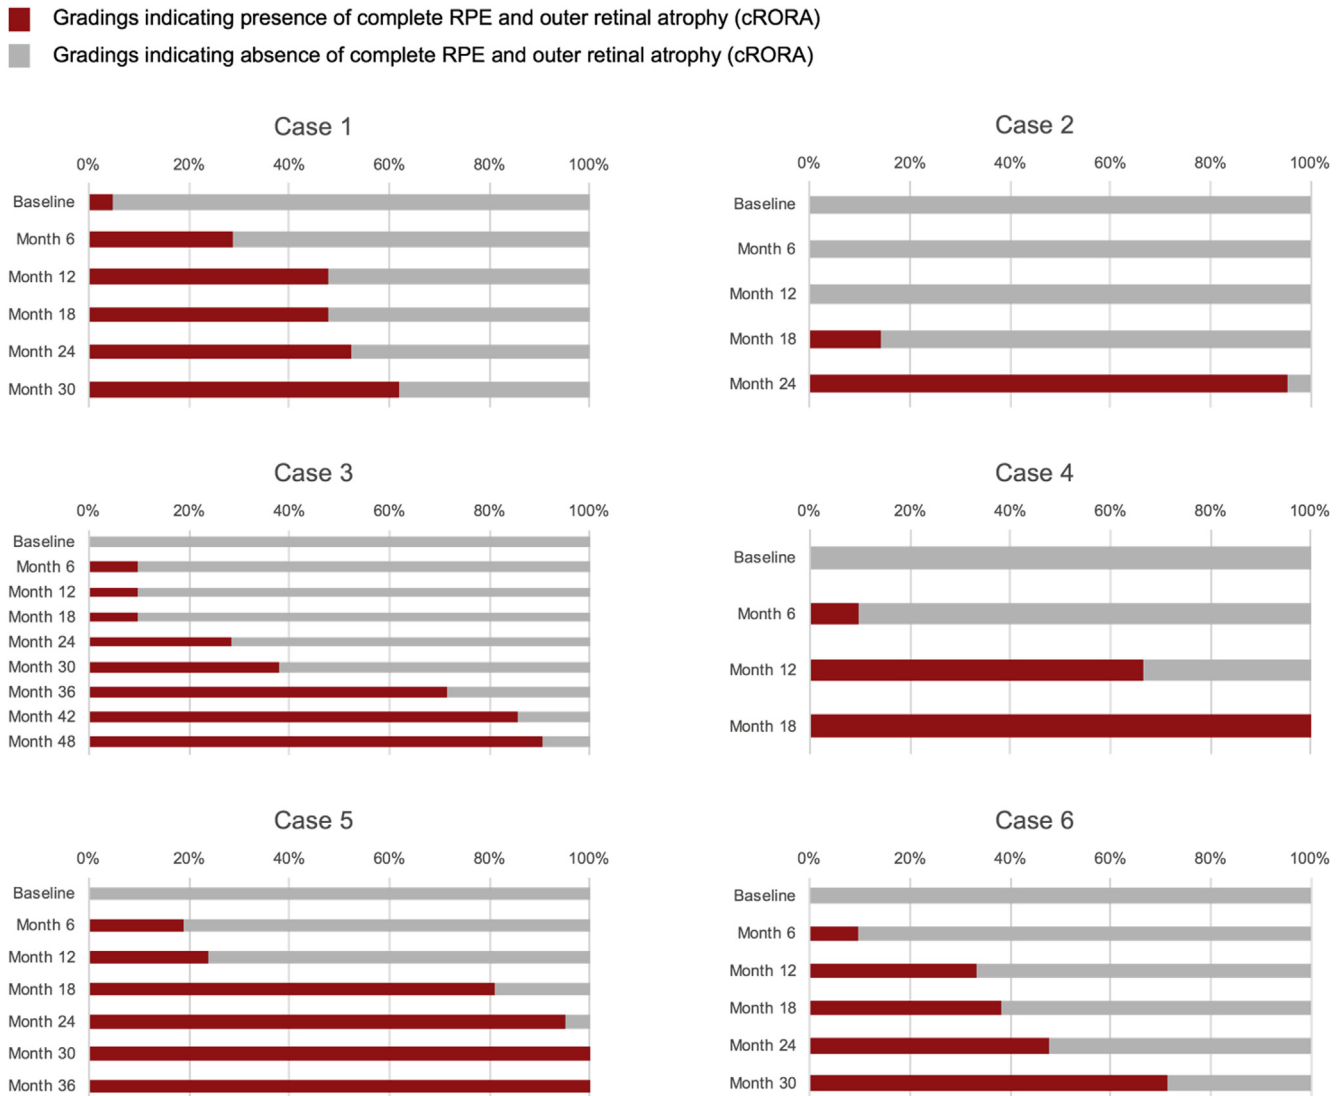 Gradings indicating presence of complete RPE and outer retinal atrophy (cRORA)
Gradings indicating absence of complete RPE and outer retinal atrophy (cRORA)
Case 1
0% 20% 40% 60% 80% 100%
Baseline
Month 6
Month 12
Month 18
Month 24
Month 30
Case 2
0% 20% 40% 60% 80% 100%
Baseline
Month 6
Month 12
Month 18
Month 24
Case 3
0% 20% 40% 60% 80% 100%
Baseline
Month 6
Month 12
Month 18
Month 24
Month 30
Month 36
Month 42
Month 48
Case 4
0% 20% 40% 60% 80% 100%
Baseline
Month 6
Month 12
Month 18
Case 5
0% 20% 40% 60% 80% 100%
Baseline
Month 6
Month 12
Month 18
Month 24
Month 30
Month 36
Case 6
0% 20% 40% 60% 80% 100%
Baseline
Month 6
Month 12
Month 18
Month 24
Month 30